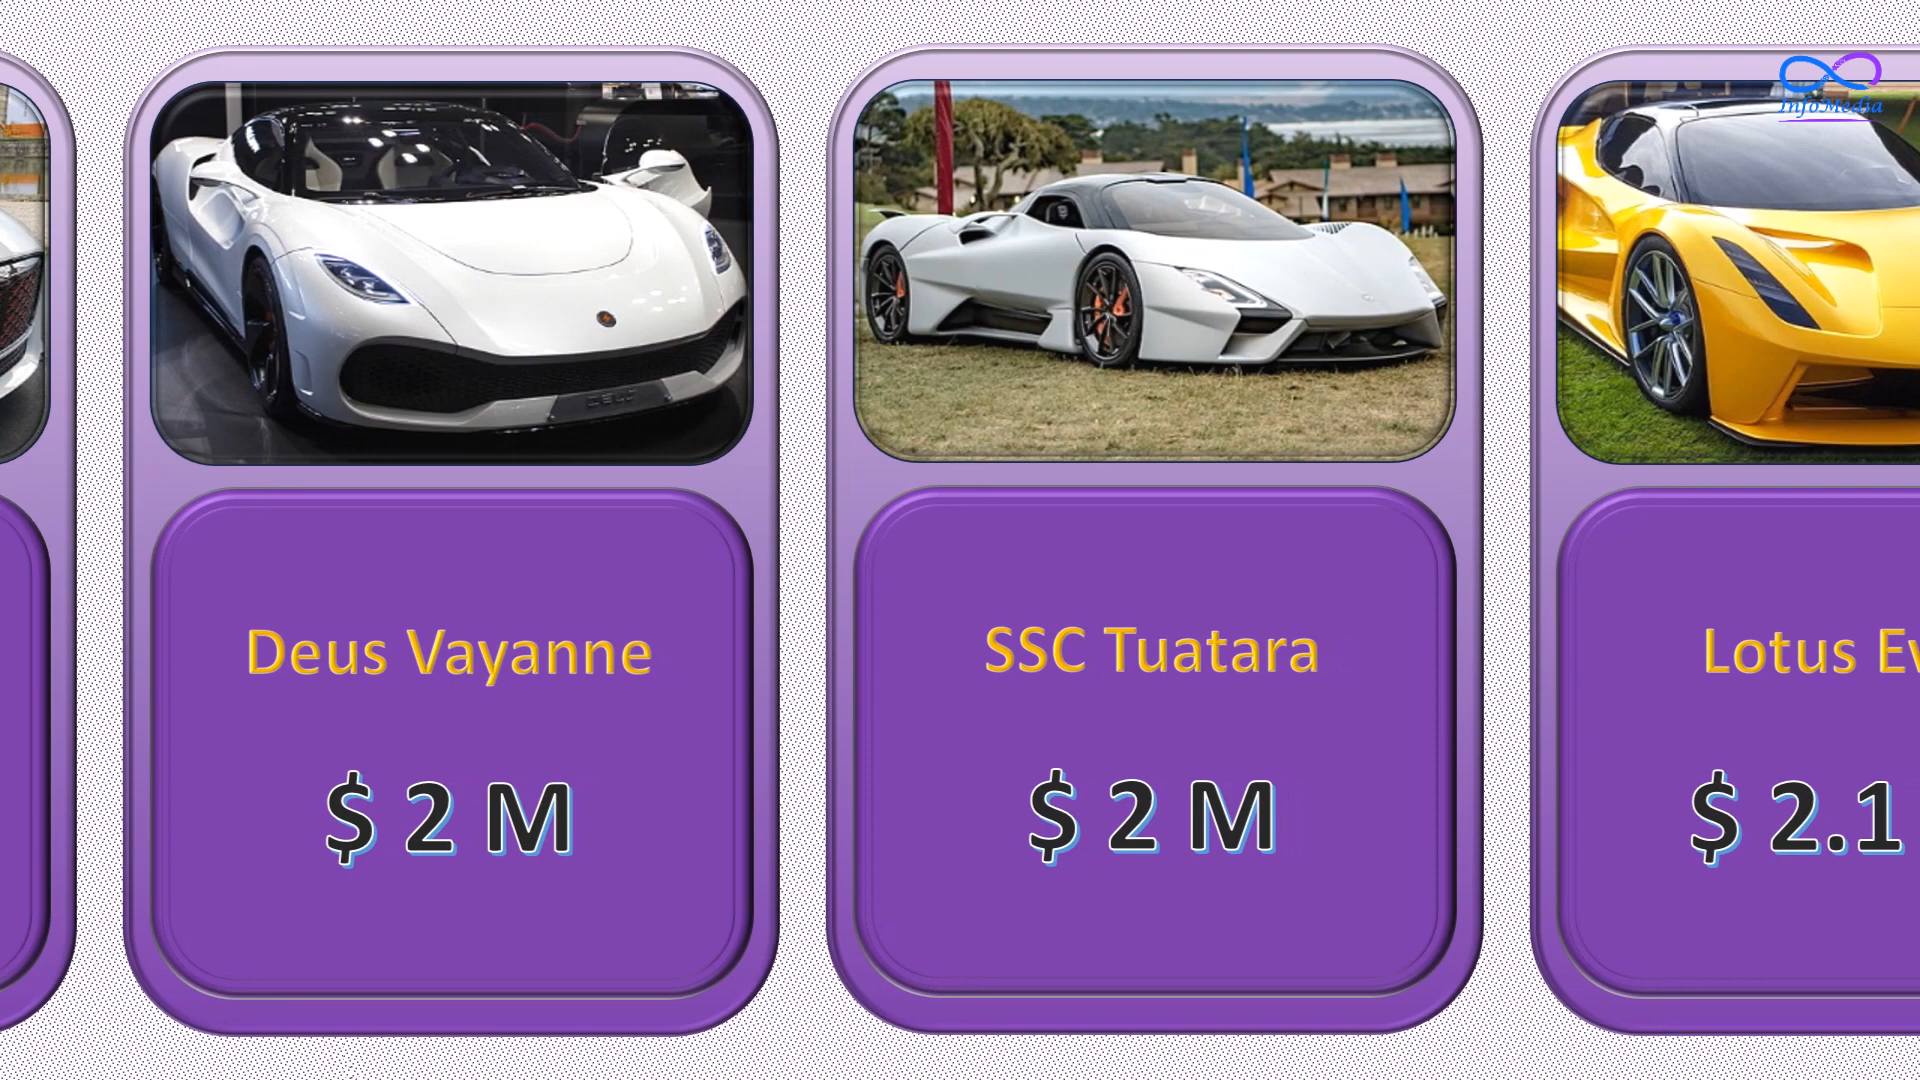 InfoMedia
Deus Vayanne
$ 2 M
SSC Tuatara
$ 2 M
Lotus Ev
$ 2.1